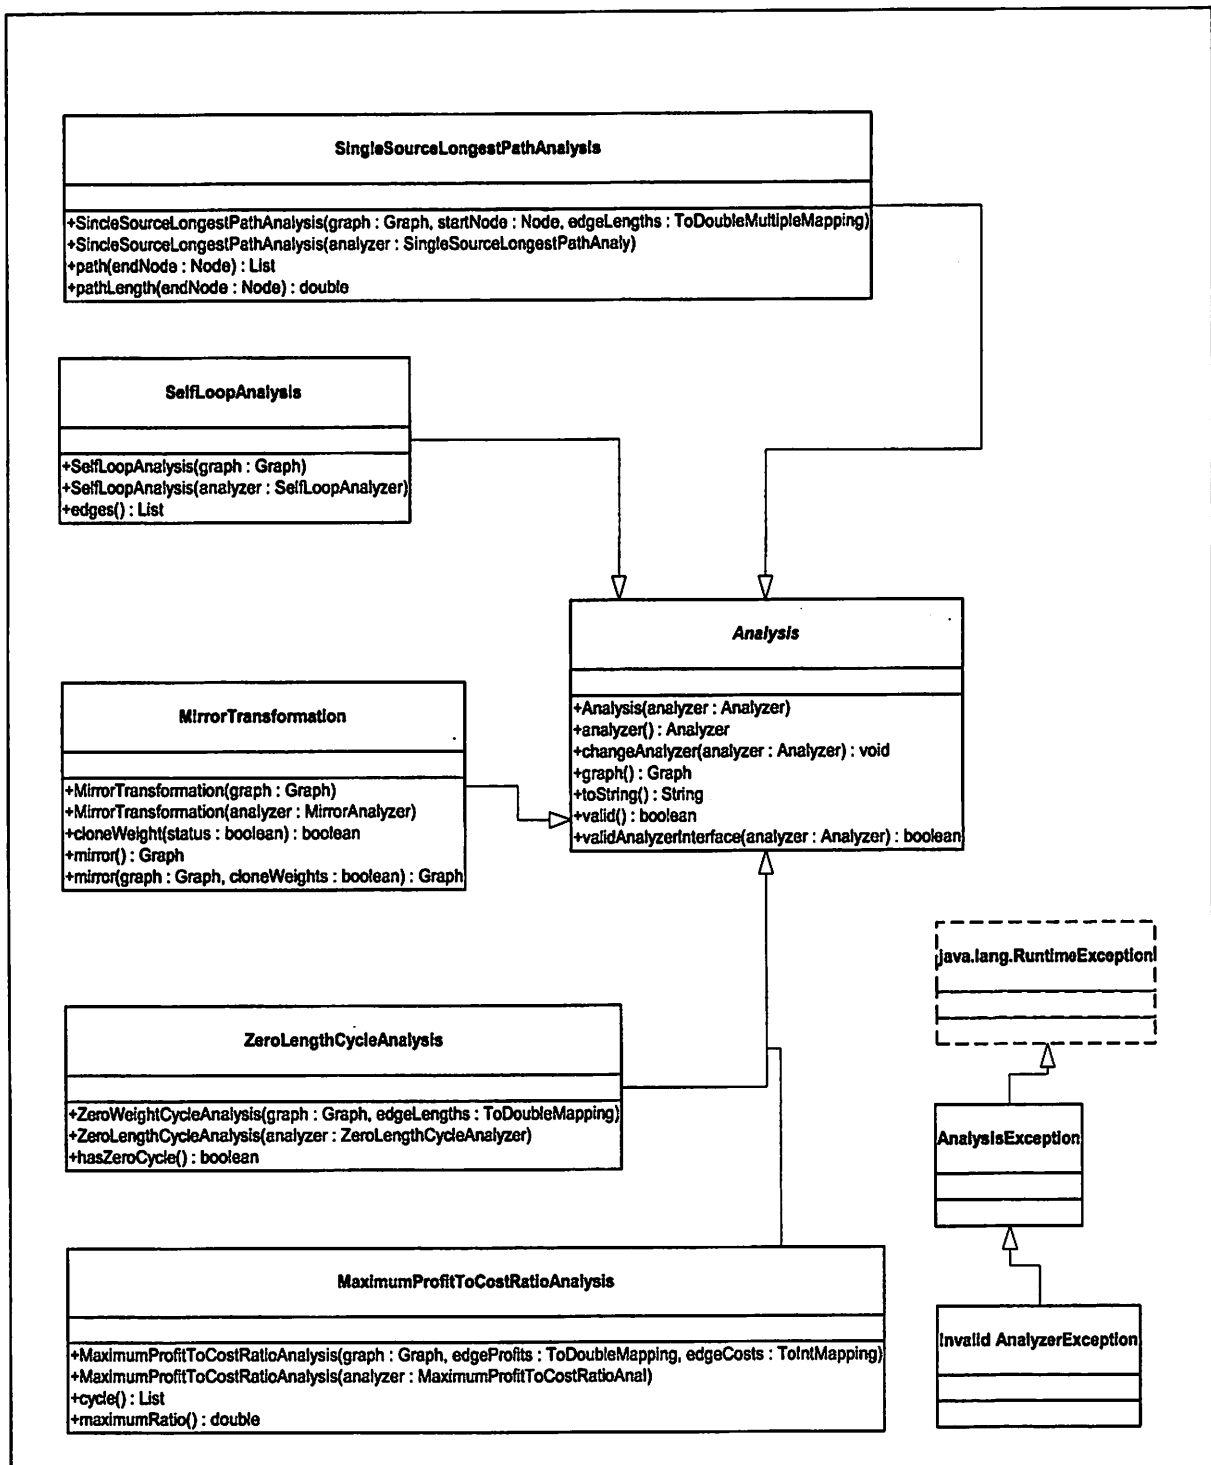 SingleSourceLongestPathAnalysis
+SincleSourceLongestPathAnalysis(graph : Graph, startNode : Node, edgeLengths : ToDoubleMultipleMapping)
+SincleSourceLongestPathAnalysis(analyzer : SingleSourceLongestPathAnaly)
+path(endNode : Node) : List
+pathLength(endNode : Node) : double
SelfLoopAnalysis
+SelfLoopAnalysis(graph : Graph)
+SelfLoopAnalysis(analyzer : SelfLoopAnalyzer)
+edges() : List
Analysis
+Analysis(analyzer : Analyzer)
+analyzer() : Analyzer
+changeAnalyzer(analyzer : Analyzer) : void
+graph() : Graph
+toString() : String
+valid() : boolean
+validAnalyzerInterface(analyzer : Analyzer) : boolean
MirrorTransformation
+MirrorTransformation(graph : Graph)
+MirrorTransformation(analyzer : MirrorAnalyzer)
+cloneWeight(status : boolean) : boolean
+mirror() : Graph
+mirror(graph : Graph, cloneWeights : boolean) : Graph
java.lang.RuntimeException
ZeroLengthCycleAnalysis
+ZeroWeightCycleAnalysis(graph : Graph, edgeLengths : ToDoubleMapping)
+ZeroLengthCycleAnalysis(analyzer : ZeroLengthCycleAnalyzer)
+hasZeroCycle() : boolean
AnalysisException
MaximumProfitToCostRatioAnalysis
+MaximumProfitToCostRatioAnalysis(graph : Graph, edgeProfits : ToDoubleMapping, edgeCosts : ToIntMapping)
+MaximumProfitToCostRatioAnalysis(analyzer : MaximumProfitToCostRatioAnal)
+cycle() : List
+maximumRatio() : double
Invalid AnalyzerException